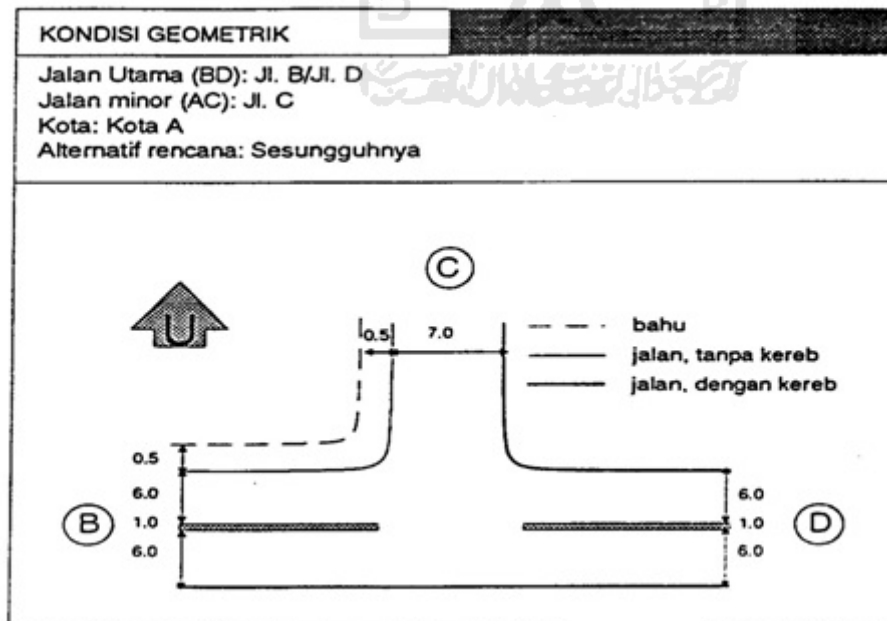 KONDISI GEOMETRIK
Jalan Utama (BD): Jl. B/Jl. D
Jalan minor (AC): Jl. C
Kota: Kota A
Alternatif rencana: Sesungguhnya
C
U
0.5 7.0
bahu
jalan, tanpa kereb
jalan, dengan kereb
0.5
6.0
1.0
6.0
B
6.0
1.0
6.0
D